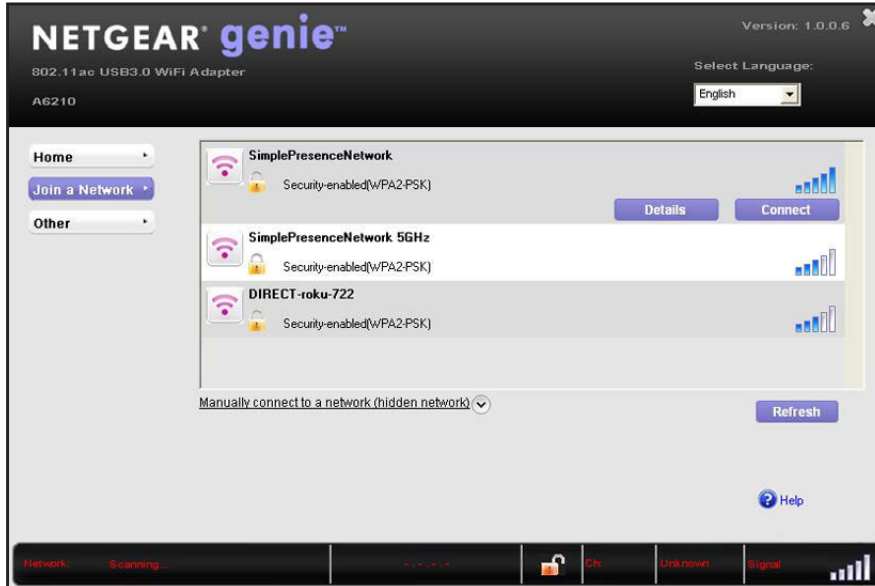 NETGEAR® genie™
Version: 1.0.0.6
802.11ac USB3.0 WiFi Adapter
Select Language:
A6210
English
Home
Join a Network
Other
SimplePresenceNetwork
Security-enabled(WPA2-PSK)
Details
Connect
SimplePresenceNetwork 5GHz
Security-enabled(WPA2-PSK)
DIRECT-roku-722
Security-enabled(WPA2-PSK)
Manually connect to a network (hidden network)
Refresh
Help
Network: Scanning... -.-.-.-.- Ch: Unknown Signal